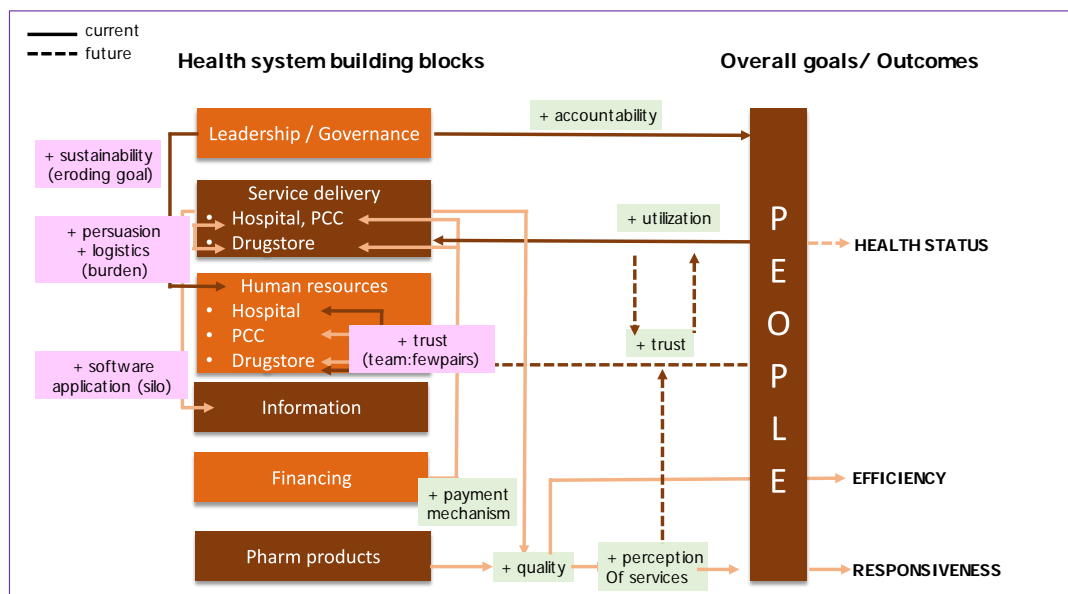 current
future
Health system building blocks
Overall goals/ Outcomes
Leadership / Governance
+ accountability
+ sustainability
(eroding goal)
Service delivery
• Hospital, PCC
• Drugstore
+ persuasion
+ logistics
(burden)
+ utilization
HEALTH STATUS
Human resources
• Hospital
• PCC
• Drugstore
+ trust
(team:fewpairs)
+ trust
+ software
application (silo)
Information
Financing
+ payment
mechanism
EFFICIENCY
Pharm products
+ quality
+ perception
Of services
RESPONSIVENESS
P
E
O
P
L
E